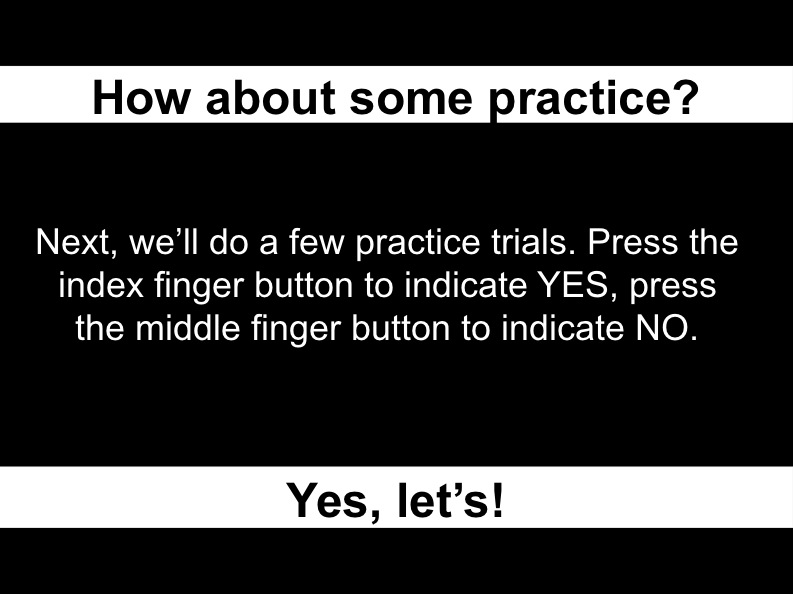 How about some practice?
Next, we’ll do a few practice trials. Press the
index finger button to indicate YES, press
the middle finger button to indicate NO.
Yes, let’s!